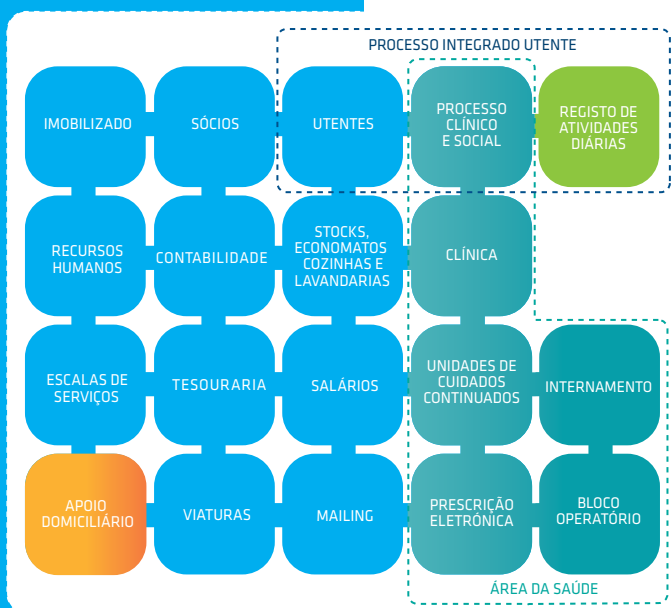 PROCESSO INTEGRADO UTENTE
IMOBILIZADO
SÓCIOS
UTENTES
PROCESSO
CLÍNICO
E SOCIAL
REGISTO DE
ATIVIDADES
DIÁRIAS
RECURSOS
HUMANOS
CONTABILIDADE
STOCKS,
ECONOMATOS
COZINHAS E
LAVANDARIAS
CLÍNICA
ESCALAS DE
SERVIÇOS
TESOURARIA
SALÁRIOS
UNIDADES DE
CUIDADOS
CONTINUADOS
INTERNAMENTO
APOIO
DOMICILIÁRIO
VIATURAS
MAILING
PRESCRIÇÃO
ELETRÓNICA
BLOCO
OPERATÓRIO
ÁREA DA SAÚDE